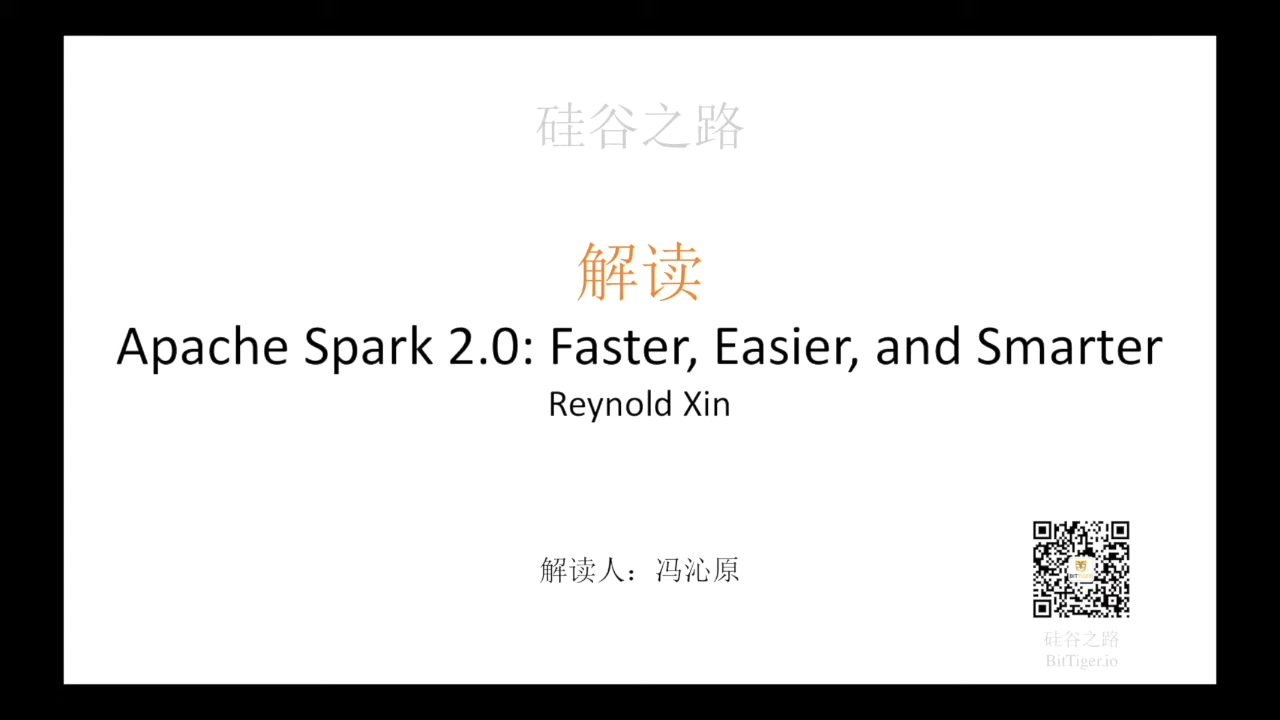 硅谷之路
解读
Apache Spark 2.0: Faster, Easier, and Smarter
Reynold Xin
解读人：冯沁原
硅谷之路
BitTiger.io